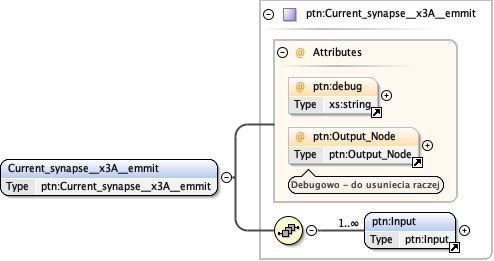 ptn:Current_synapse__x3A__emmit
@ Attributes
@ ptn:debug
Type xs:string
@ ptn:Output_Node
Type ptn:Output_Node
Debugowo - do usuniecia raczej
Current_synapse__x3A__emmit
Type ptn:Current_synapse__x3A__emmit
1..∞
ptn:Input
Type ptn:Input